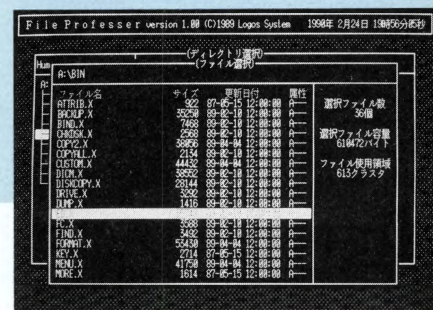 File Professer version 1.00 (C)1989 Logos System 1990年 2月24日 19時56分05秒
(ディレクトリ選択)
(ファイル選択)
Hum
A:\BIN
A:
ファイル名 サイズ 更新日付 属性
ATTRIB.X 922 87-05-15 12:00:00 A
BACKUP.X 35250 89-02-10 12:00:00 A
BIND.X 7468 89-02-10 12:00:00 A
CHKDSK.X 2568 89-02-10 12:00:00 A
COPY2.X 36056 89-04-04 12:00:00 A
COPYALL.X 2134 89-02-10 12:00:00 A
CUSTOM.X 44432 89-04-04 12:00:00 A
DICM.X 38552 89-02-10 12:00:00 A
DISKCOPY.X 28144 89-02-10 12:00:00 A
DRIVE.X 3292 89-02-10 12:00:00 A
DUMP.X 1416 89-02-10 12:00:00 A
FC.X 3588 89-02-10 12:00:00 A
FIND.X 3492 89-02-10 12:00:00 A
FORMAT.X 53430 89-04-04 12:00:00 A
KEY.X 2714 87-05-15 12:00:00 A
MENU.X 41750 89-04-04 12:00:00 A
MORE.X 1614 87-05-15 12:00:00 A
選択ファイル数
36個
選択ファイル容量
610472バイト
ファイル使用領域
613クラスタ